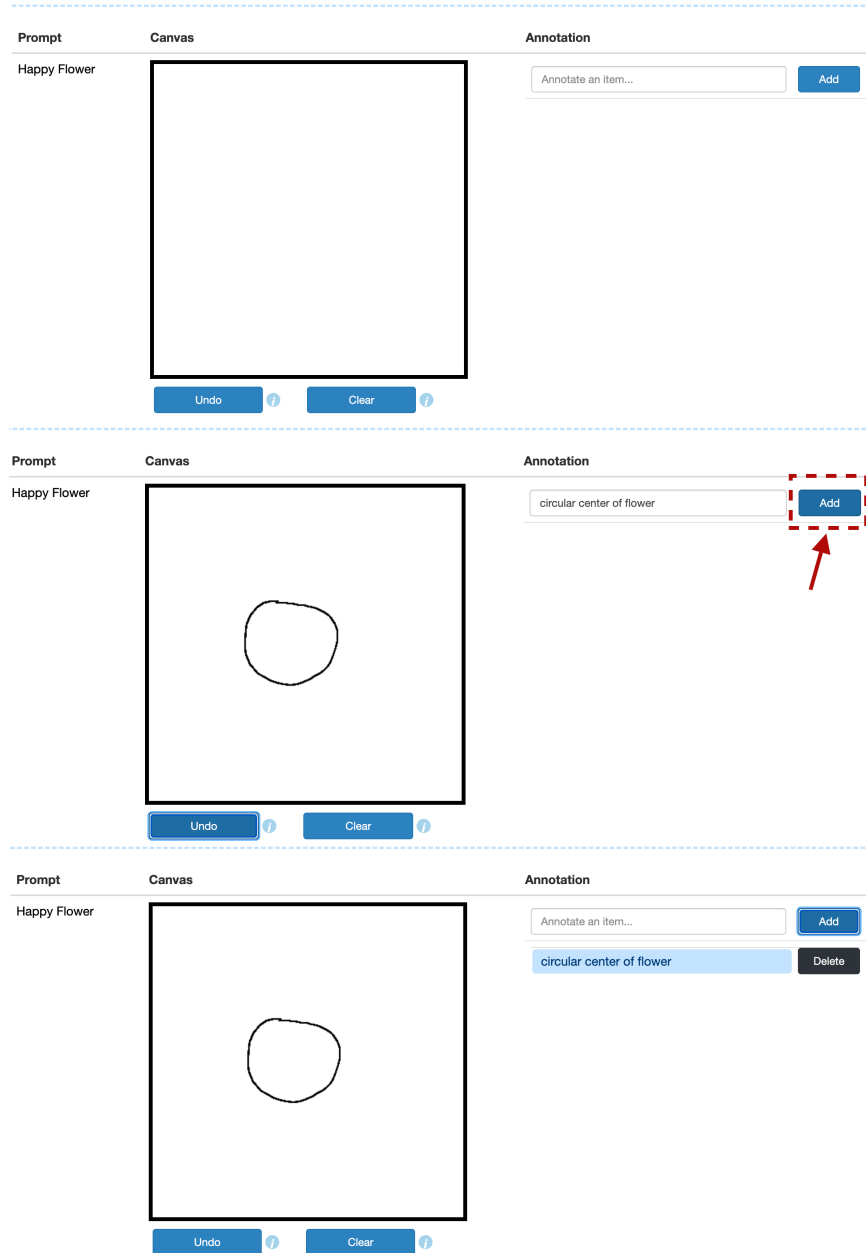 Prompt Canvas Annotation
Happy Flower
Annotate an item... Add
Undo i Clear i
Prompt Canvas Annotation
Happy Flower
circular center of flower Add
Undo i Clear i
Prompt Canvas Annotation
Happy Flower
Annotate an item... Add
circular center of flower Delete
Undo i Clear i